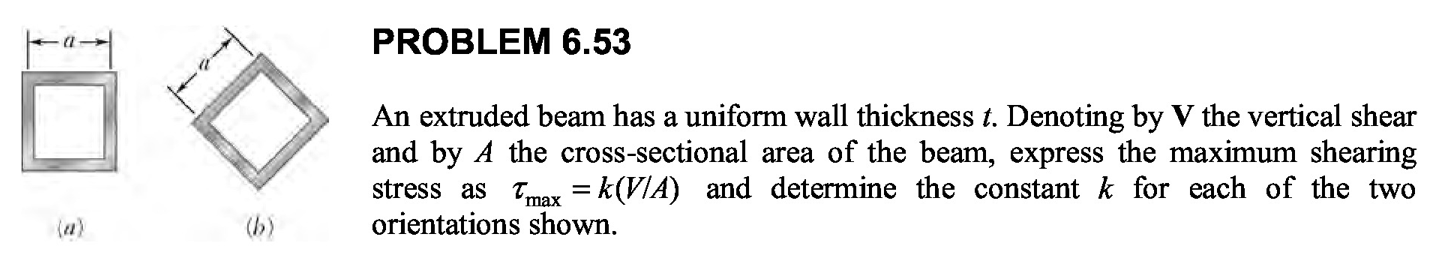 a
a
(a)
(b)
PROBLEM 6.53
An extruded beam has a uniform wall thickness t. Denoting by V the vertical shear
and by A the cross-sectional area of the beam, express the maximum shearing
stress as τmax = k(V/A) and determine the constant k for each of the two
orientations shown.